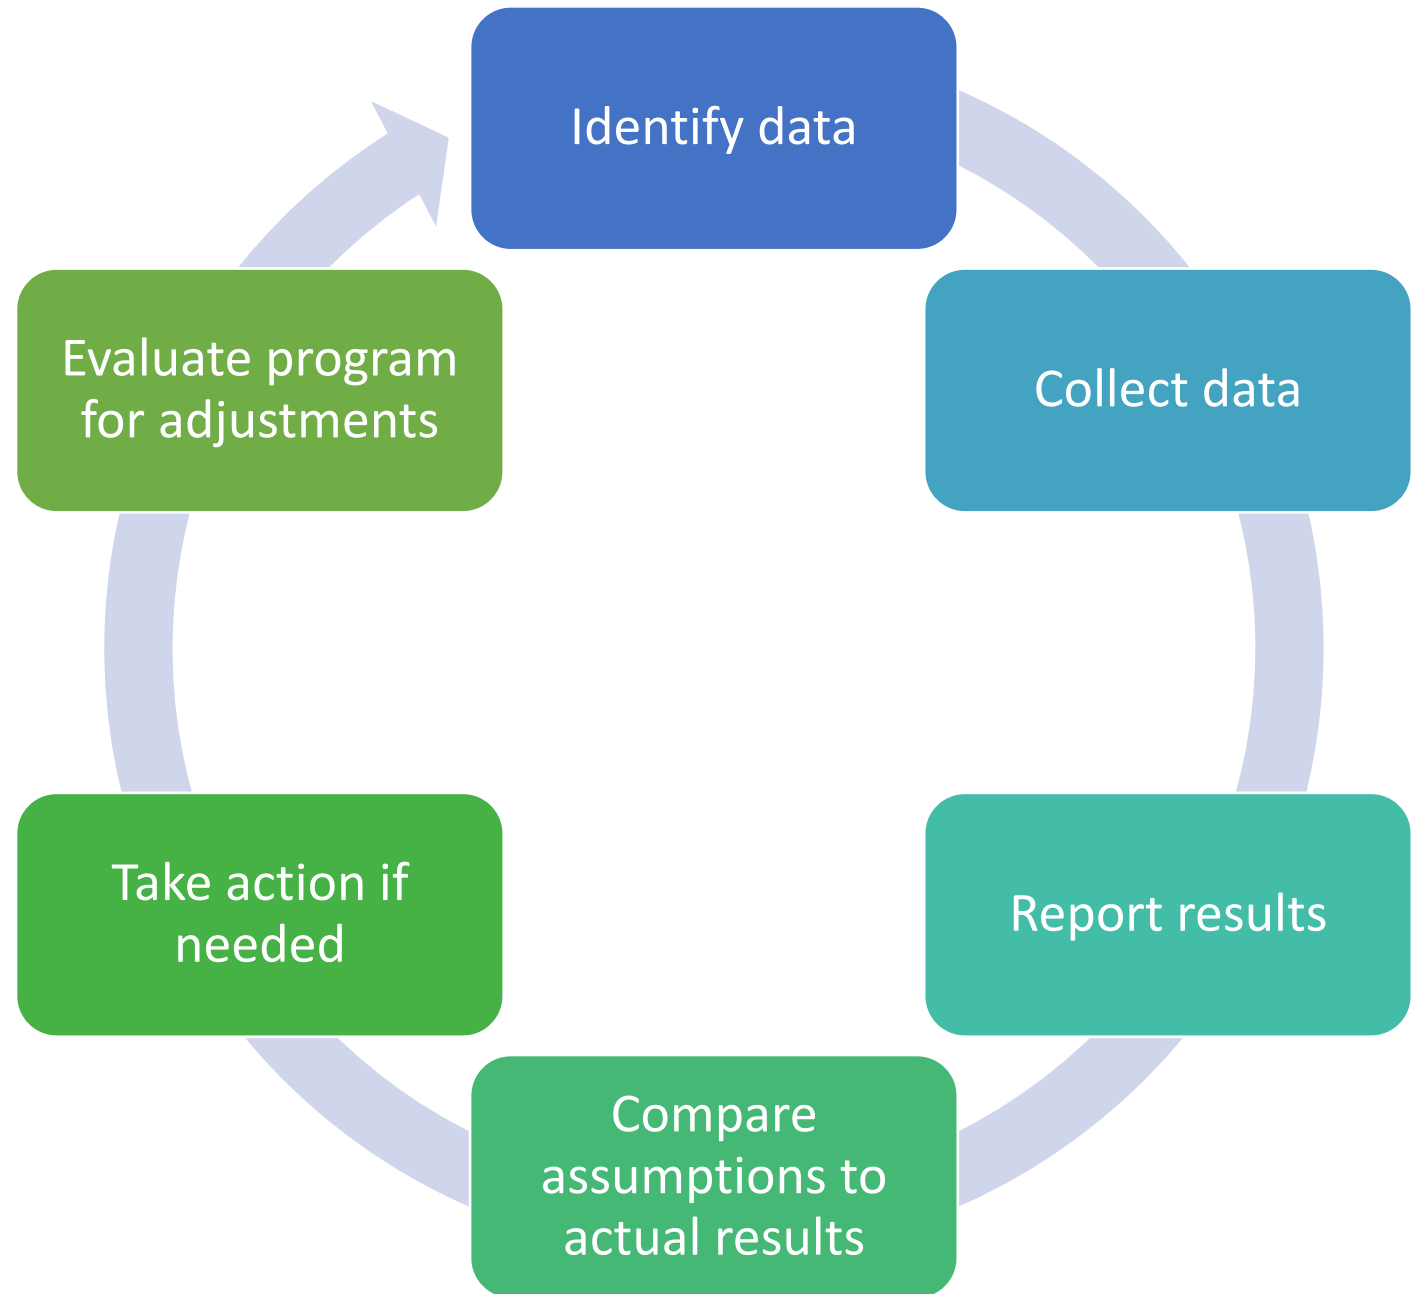 Identify data
Collect data
Report results
Compare
assumptions to
actual results
Take action if
needed
Evaluate program
for adjustments